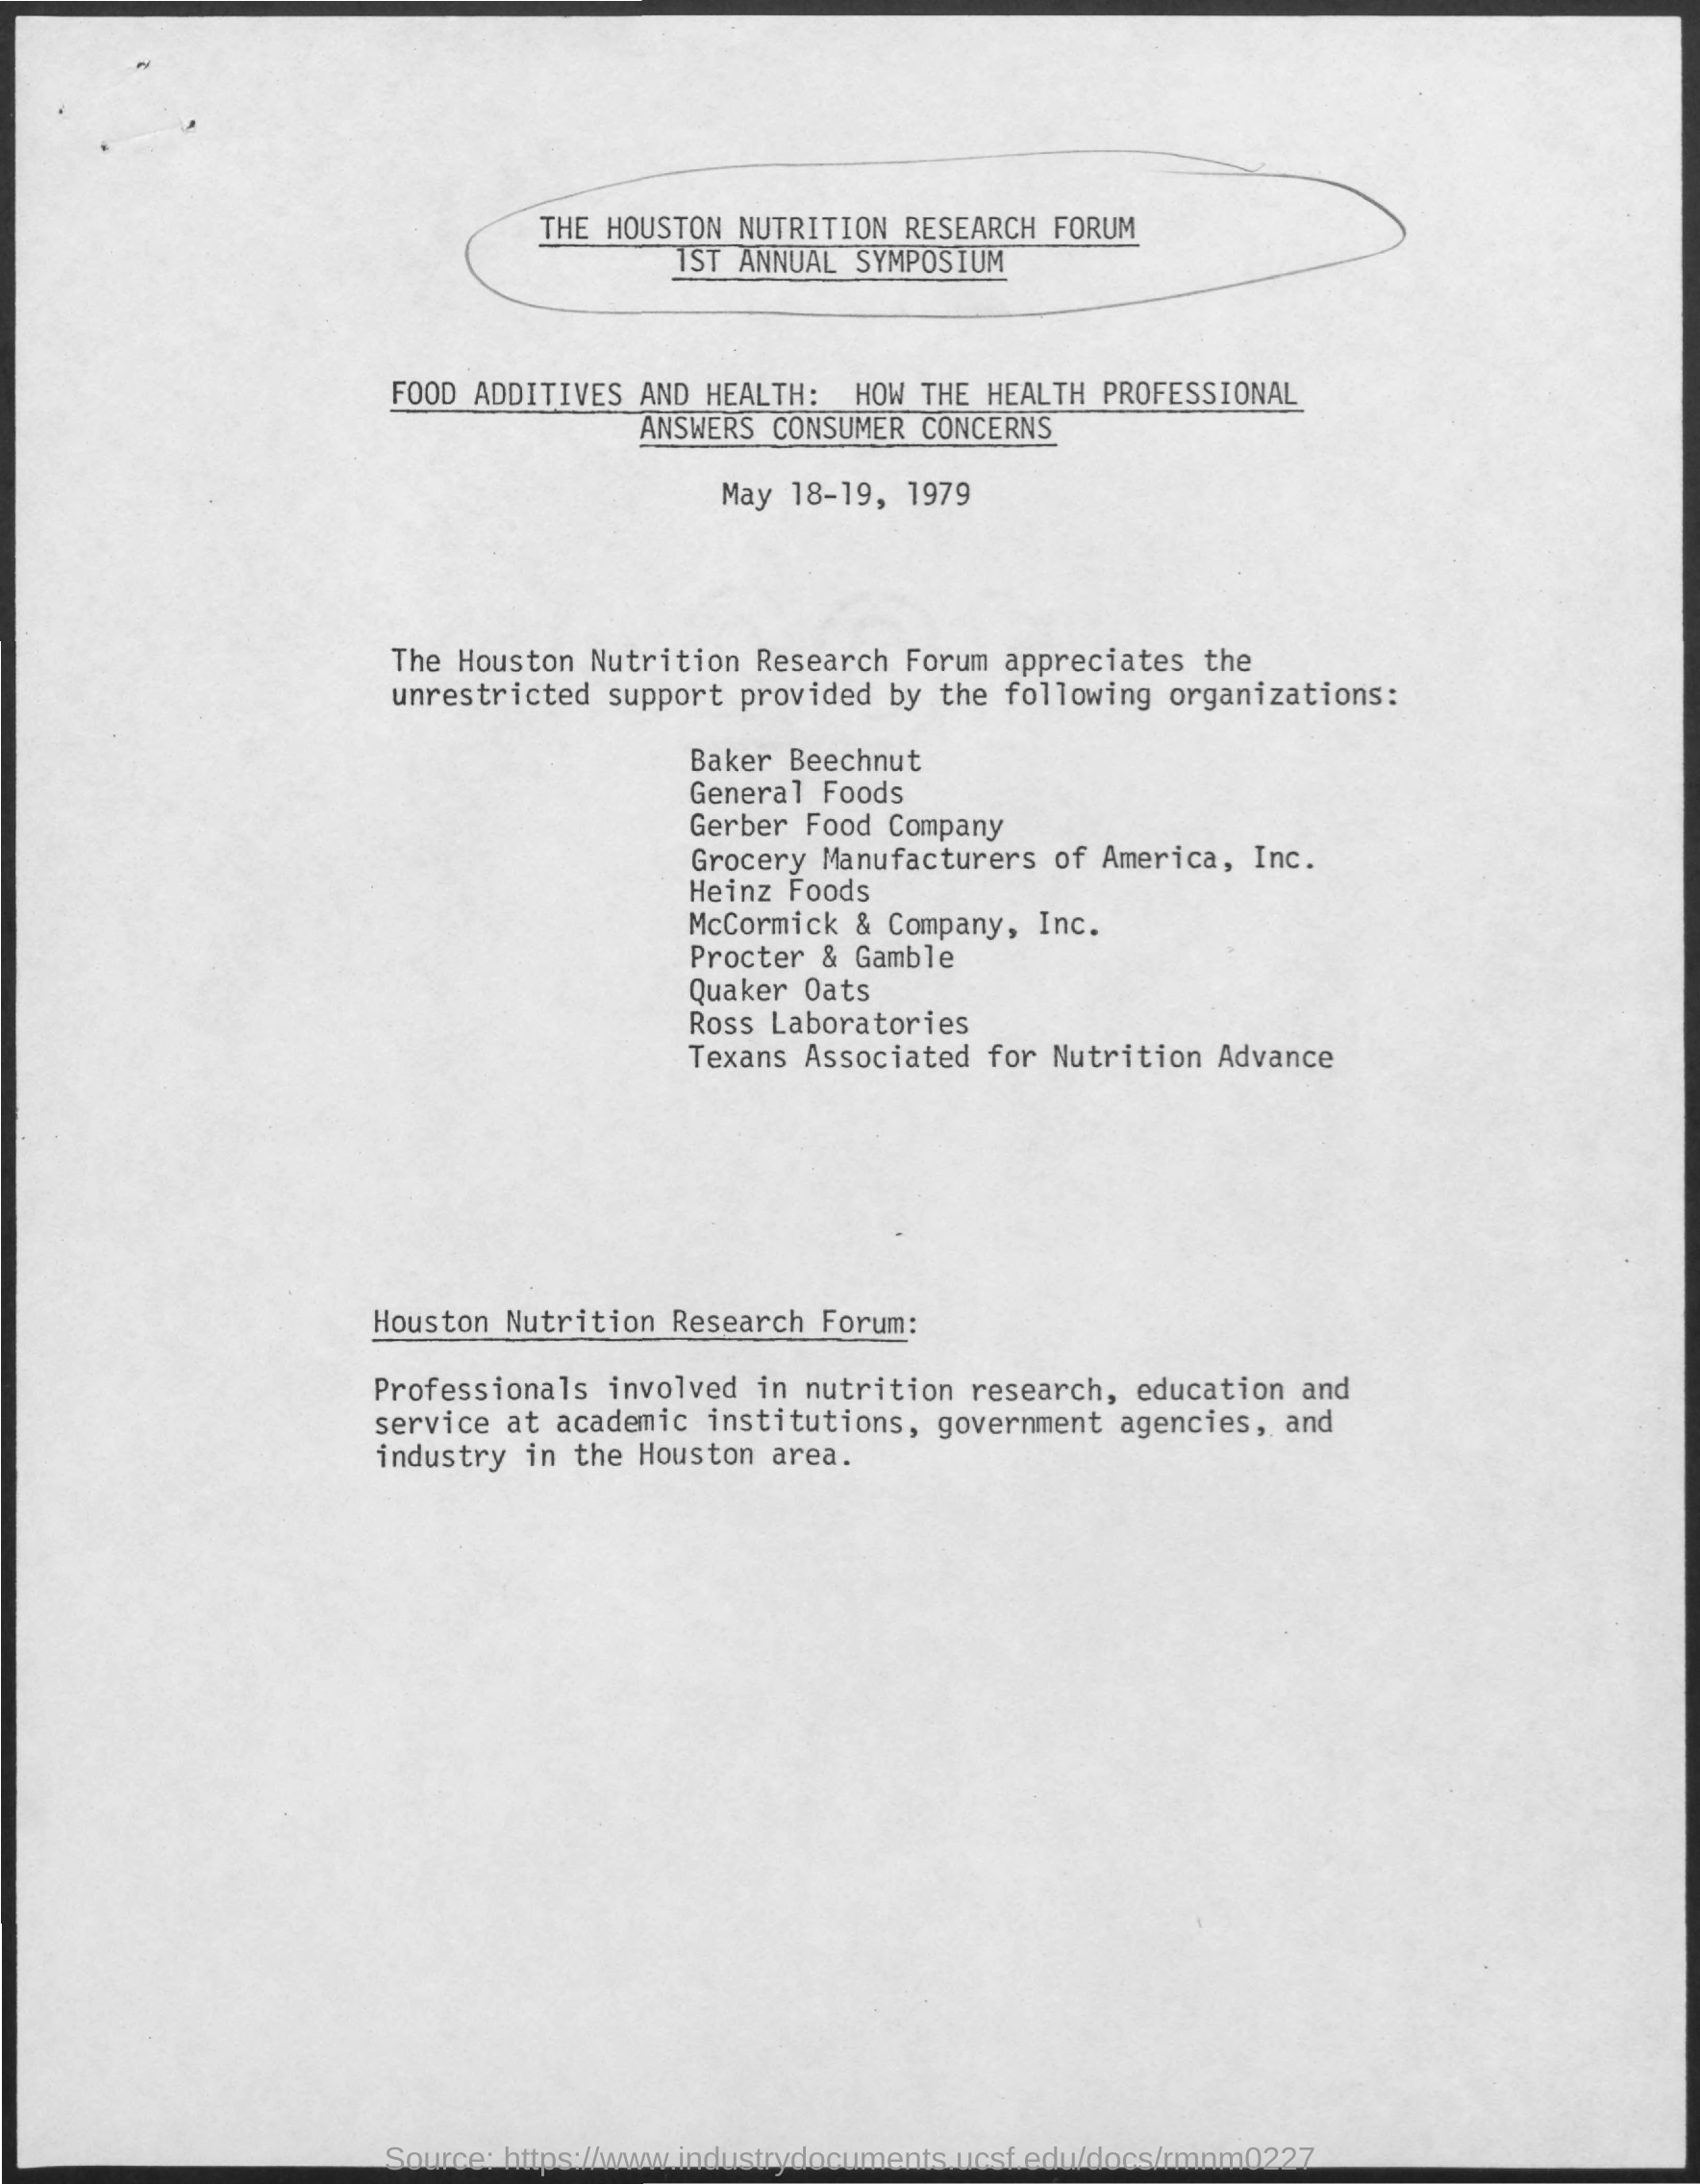 THE HOUSTON NUTRITION RESEARCH FORUM
1ST ANNUAL SYMPOSIUM
FOOD ADDITIVES AND HEALTH: HOW THE HEALTH PROFESSIONAL
ANSWERS CONSUMER CONCERNS
May 18-19, 1979
The Houston Nutrition Research Forum appreciates the
unrestricted support provided by the following organizations:
Baker Beechnut
General Foods
Gerber Food Company
Grocery Manufacturers of America, Inc.
Heinz Foods
McCormick & Company, Inc.
Procter & Gamble
Quaker Oats
Ross Laboratories
Texans Associated for Nutrition Advance
Houston Nutrition Research Forum:
Professionals involved in nutrition research, education and
service at academic institutions, government agencies, and
industry in the Houston area.
Source: https://www.industrydocuments.ucsf.edu/docs/rmnm0227